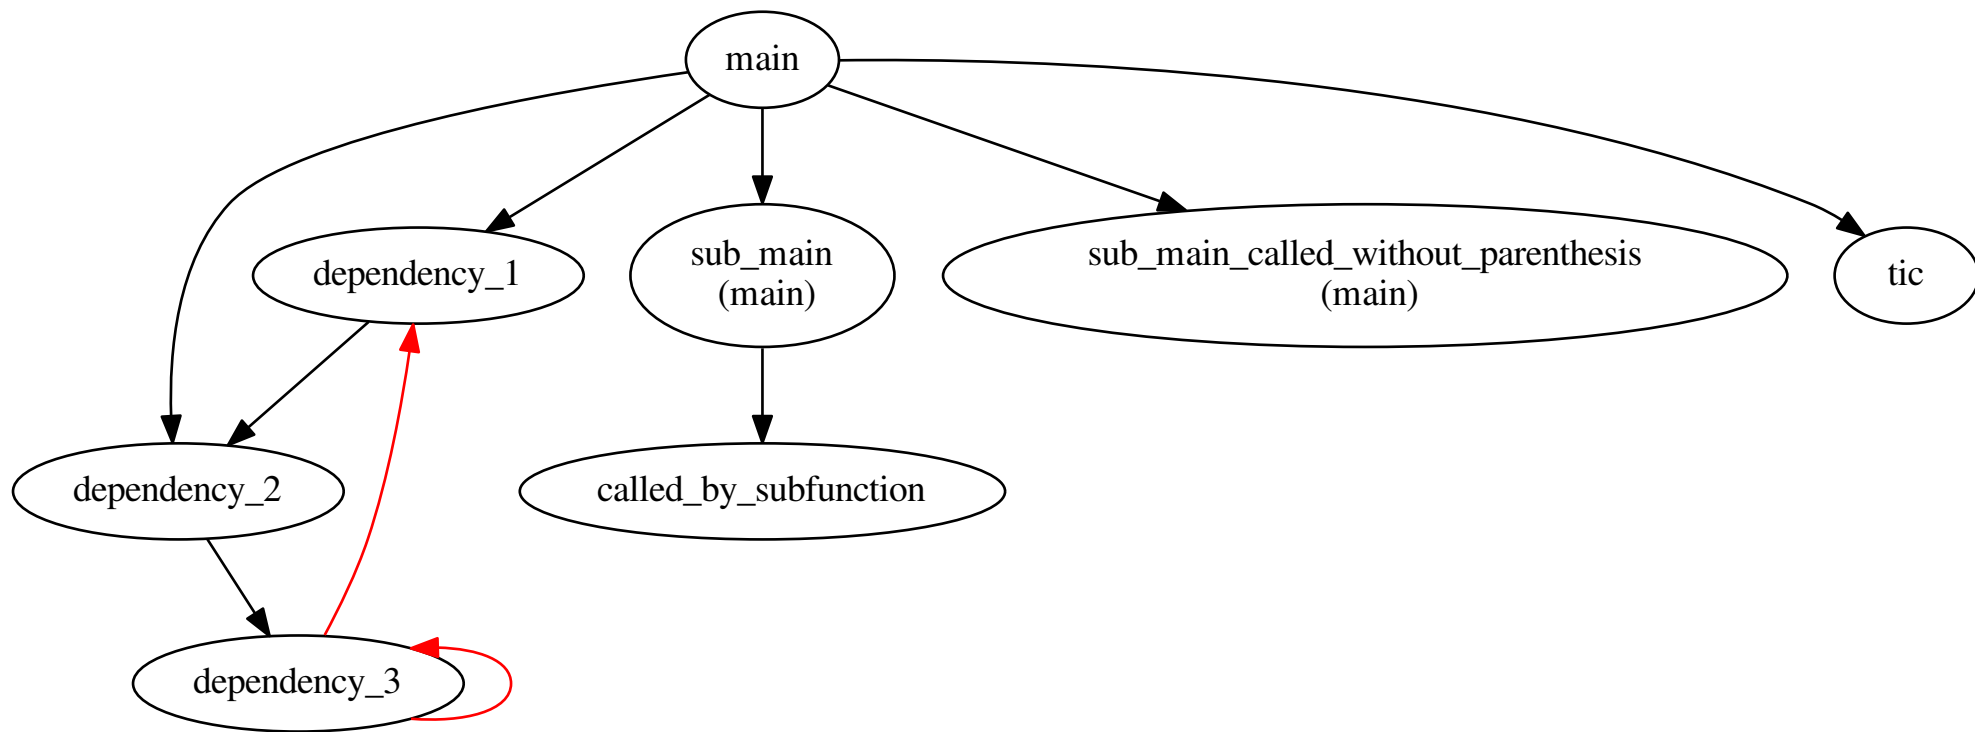 main
dependency_1
sub_main
(main)
sub_main_called_without_parenthesis
(main)
tic
dependency_2
called_by_subfunction
dependency_3